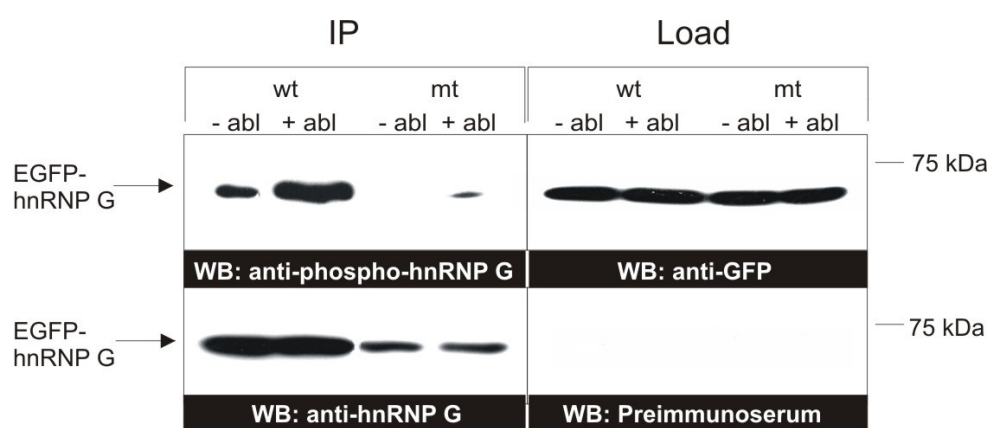 IP Load
wt mt wt mt
- abl + abl - abl + abl - abl + abl - abl + abl
EGFP-
hnRNP G
75 kDa
WB: anti-phospho-hnRNP G WB: anti-GFP
EGFP-
hnRNP G
75 kDa
WB: anti-hnRNP G WB: Preimmunoserum